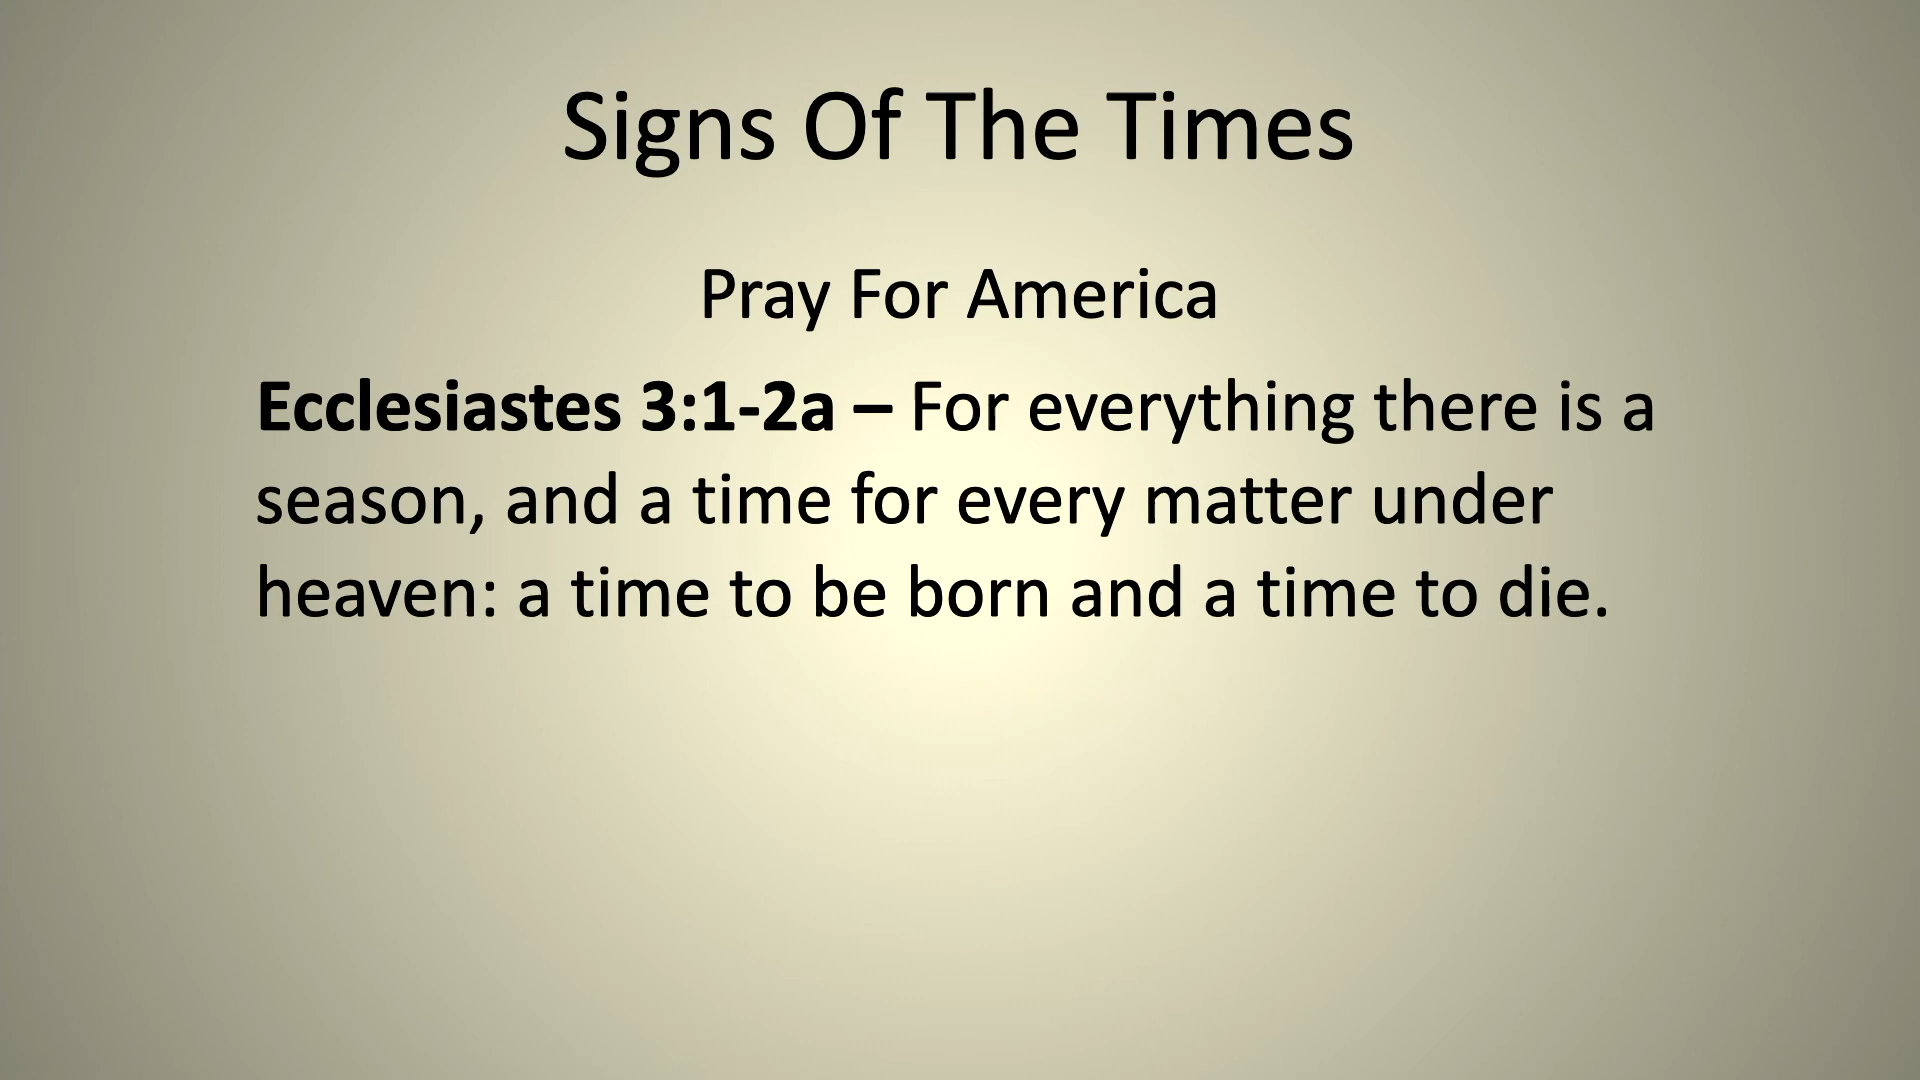 Signs Of The Times
Pray For America
Ecclesiastes 3:1-2a – For everything there is a
season, and a time for every matter under
heaven: a time to be born and a time to die.